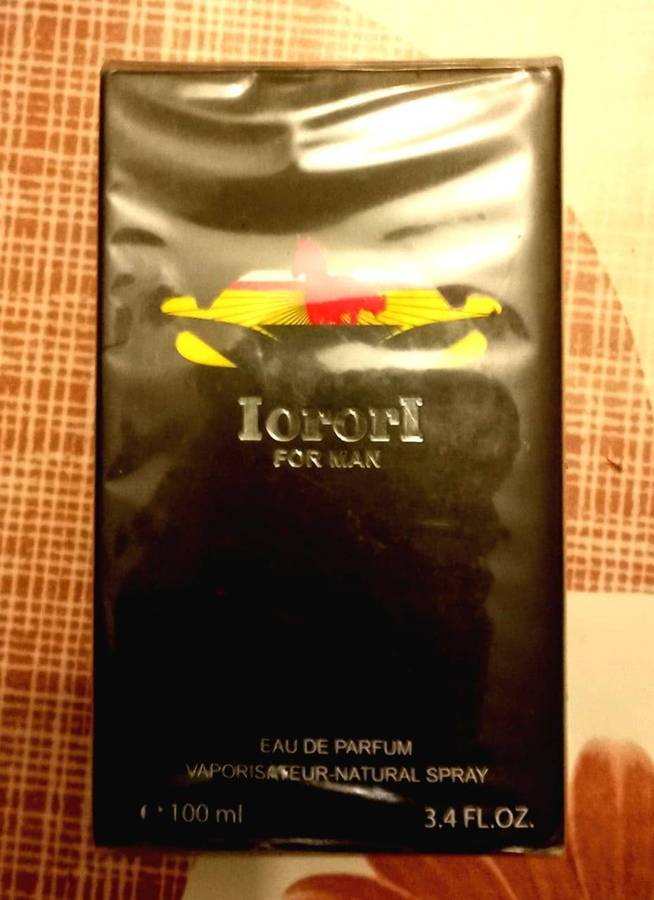 IororI
FOR MAN
EAU DE PARFUM
VAPORISATEUR-NATURAL SPRAY
100 ml
3.4 FL.OZ.